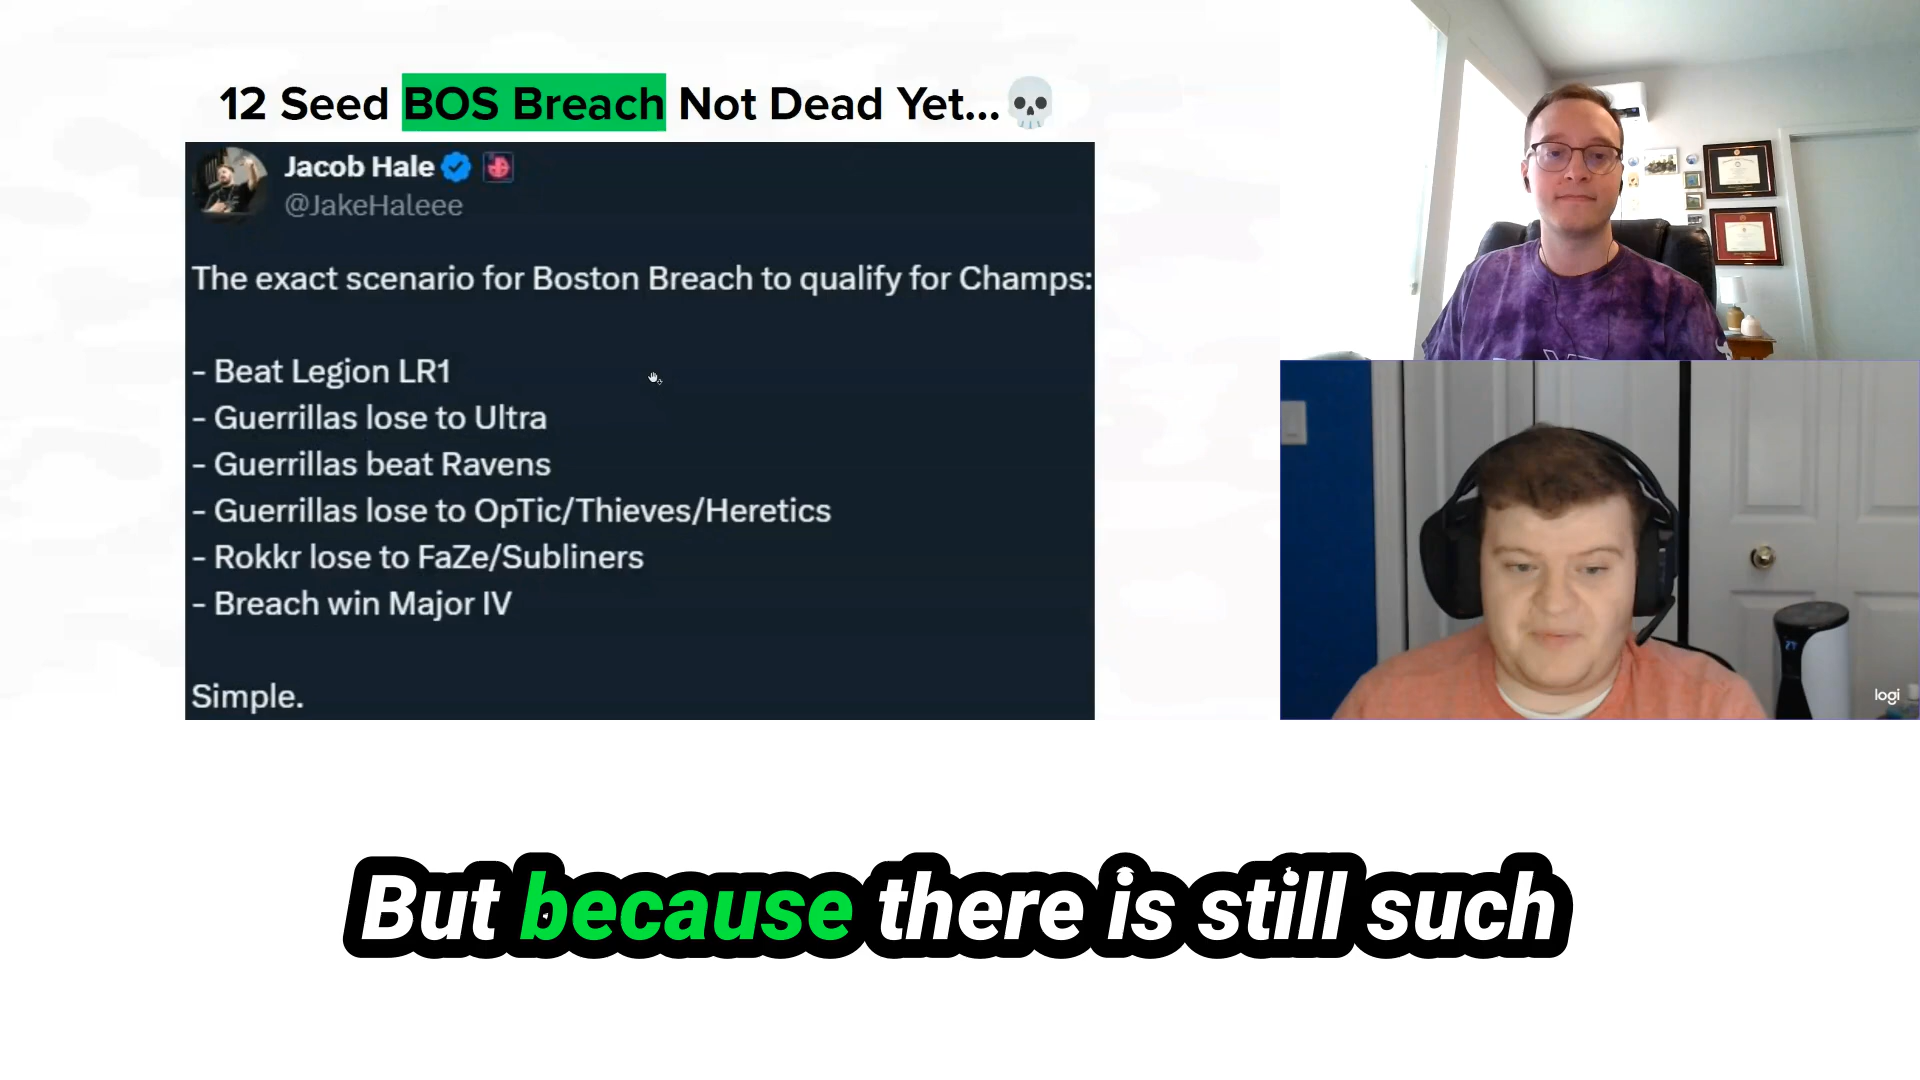 12 Seed BOS Breach Not Dead Yet...💀
Jacob Hale
@JakeHaleee
The exact scenario for Boston Breach to qualify for Champs:
- Beat Legion LR1
- Guerrillas lose to Ultra
- Guerrillas beat Ravens
- Guerrillas lose to OpTic/Thieves/Heretics
- Rokkr lose to FaZe/Subliners
- Breach win Major IV
Simple.
logi
But because there is still such